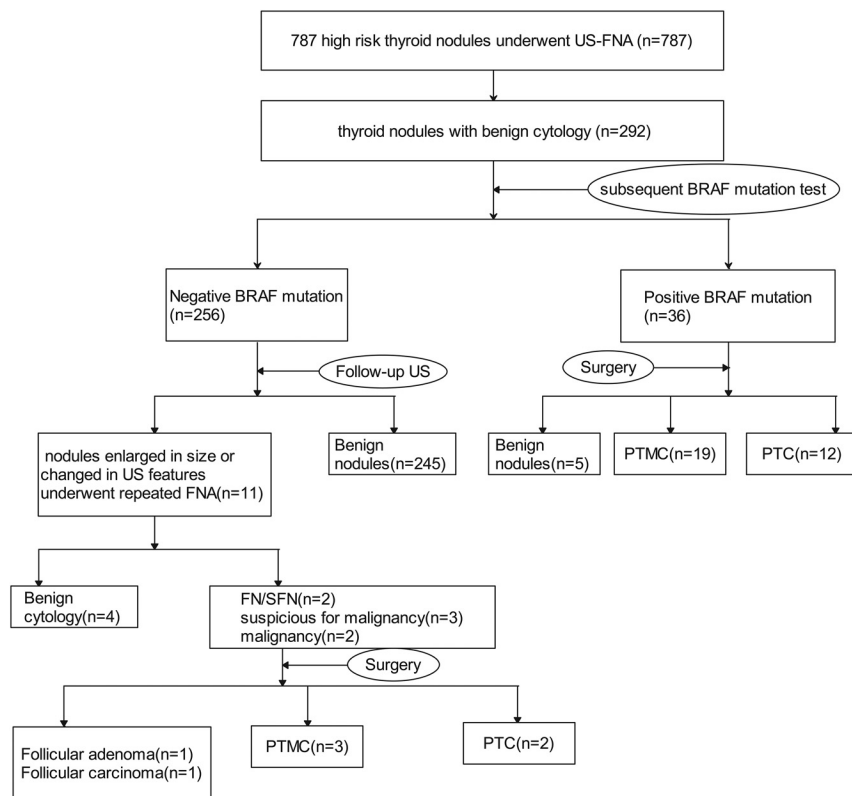 787 high risk thyroid nodules underwent US-FNA (n=787)
thyroid nodules with benign cytology (n=292)
subsequent BRAF mutation test
Negative BRAF mutation
(n=256)
Positive BRAF mutation
(n=36)
Follow-up US
Surgery
nodules enlarged in size or
changed in US features
underwent repeated FNA(n=11)
Benign
nodules(n=245)
Benign
nodules(n=5)
PTMC(n=19)
PTC(n=12)
Benign
cytology(n=4)
FN/SFN(n=2)
suspicious for malignancy(n=3)
malignancy(n=2)
Surgery
Follicular adenoma(n=1)
Follicular carcinoma(n=1)
PTMC(n=3)
PTC(n=2)